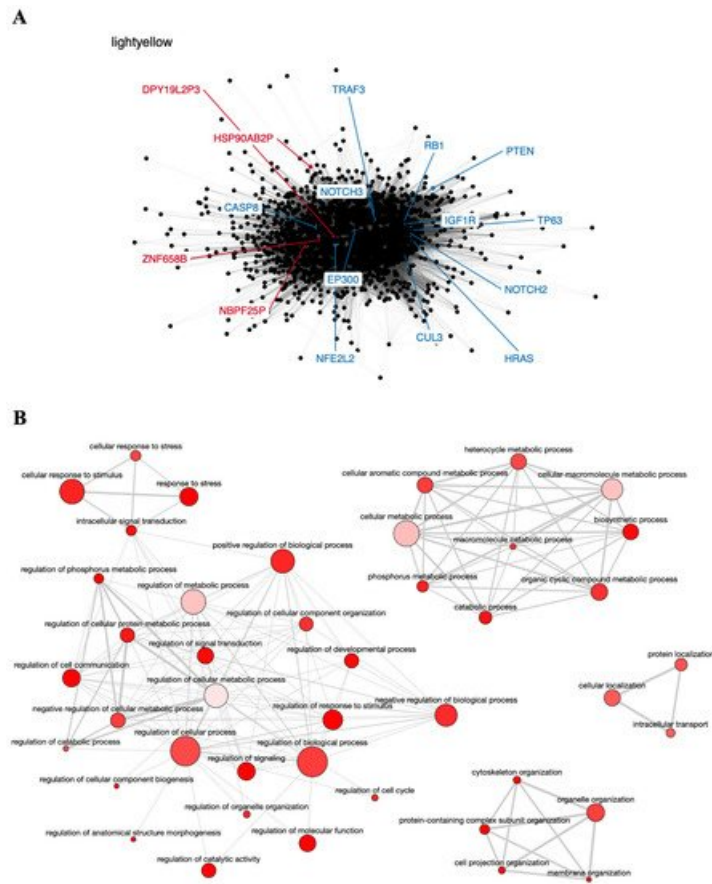 A
lightyellow
DPY19L2P3
TRAF3
HSP90AB2P
RB1
PTEN
NOTCH3
CASP8
IGF1R
TP63
ZNF658B
EP300
NOTCH2
NBPF25P
CUL3
NFE2L2
HRAS
B
cellular response to stress
heterocycle metabolic process
cellular response to stimulus
response to stress
cellular aromatic compound metabolic process
cellular macromolecule metabolic process
intracellular signal transduction
cellular metabolic process
biosynthetic process
positive regulation of biological process
macromolecule catabolic process
regulation of phosphorus metabolic process
regulation of metabolic process
phosphorus metabolic process
organic cyclic compound metabolic process
regulation of cellular component organization
catabolic process
regulation of cellular protein metabolic process
regulation of signal transduction
regulation of developmental process
regulation of cell communication
regulation of cellular metabolic process
protein localization
cellular localization
negative regulation of cellular metabolic process
regulation of response to stimulus
negative regulation of biological process
intracellular transport
regulation of cellular process
regulation of catabolic process
regulation of biological process
regulation of signaling
cytoskeleton organization
regulation of cellular component biogenesis
regulation of cell cycle
organelle organization
regulation of organelle organization
protein-containing complex subunit organization
regulation of anatomical structure morphogenesis
regulation of molecular function
regulation of catalytic activity
cell projection organization
membrane organization